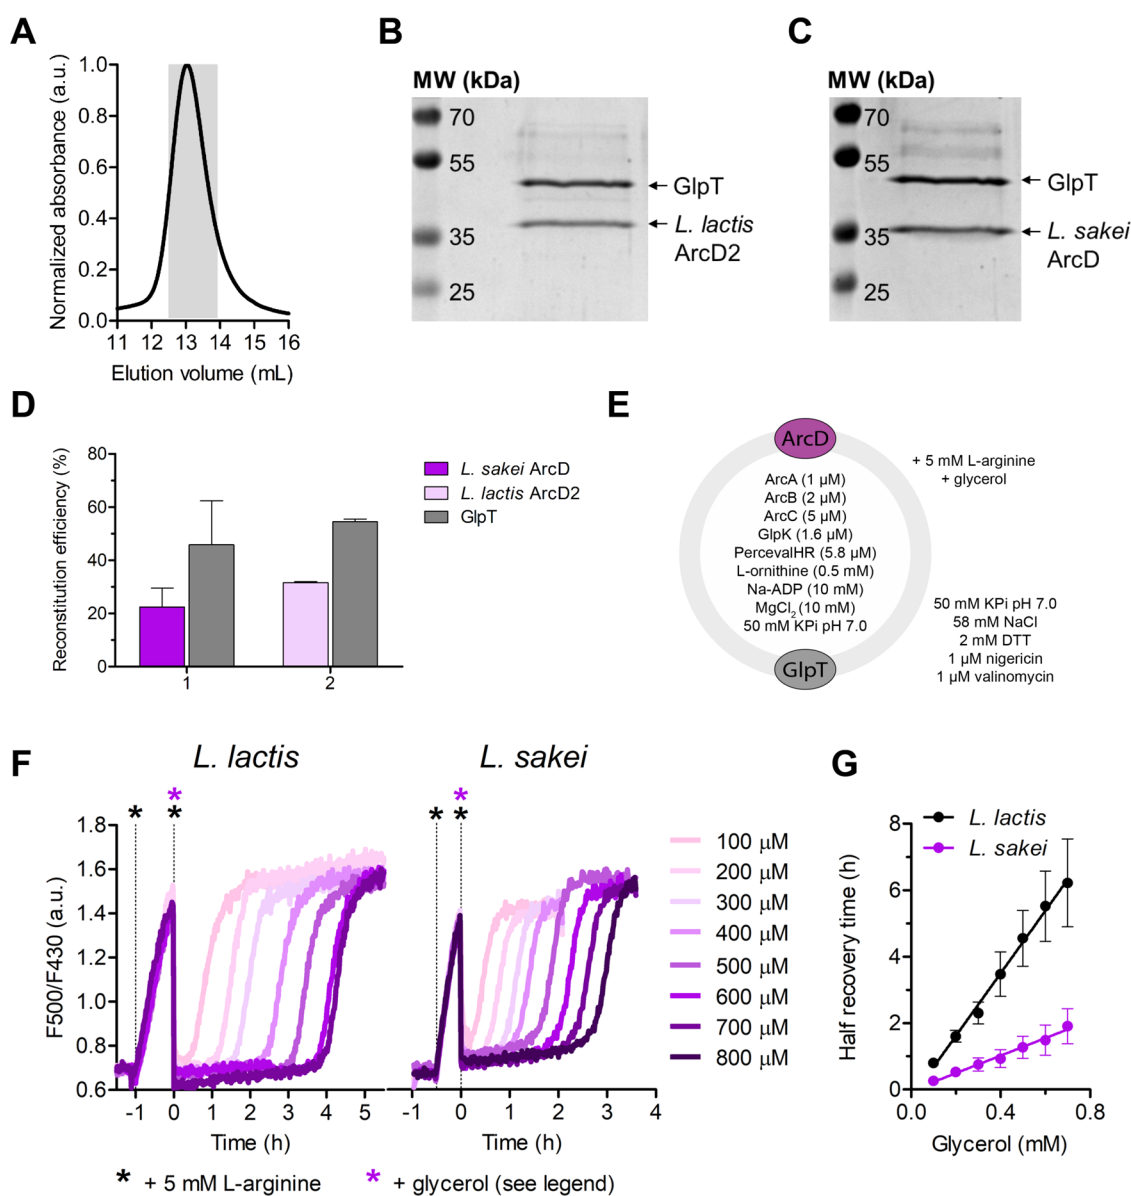 A
Normalized absorbance (a.u.)
1.0
0.8
0.6
0.4
0.2
0.0
11 12 13 14 15 16
Elution volume (mL)
B
MW (kDa)
70
55
35
25
GlpT
L. lactis
ArcD2
C
MW (kDa)
70
55
35
25
GlpT
L. sakei
ArcD
D
Reconstitution efficiency (%)
80
60
40
20
0
1 2
L. sakei ArcD
L. lactis ArcD2
GlpT
E
ArcD
ArcA (1 µM)
ArcB (2 µM)
ArcC (5 µM)
GlpK (1.6 µM)
PercevalHR (5.8 µM)
L-ornithine (0.5 mM)
Na-ADP (10 mM)
MgCl2 (10 mM)
50 mM KPi pH 7.0
GlpT
+ 5 mM L-arginine
+ glycerol
50 mM KPi pH 7.0
58 mM NaCl
2 mM DTT
1 µM nigericin
1 µM valinomycin
F
L. lactis
L. sakei
* *
* * * *
F500/F430 (a.u.)
1.8
1.6
1.4
1.2
1.0
0.8
0.6
-1 0 1 2 3 4 5
Time (h)
-1 0 1 2 3 4
Time (h)
100 µM
200 µM
300 µM
400 µM
500 µM
600 µM
700 µM
800 µM
* + 5 mM L-arginine
* + glycerol (see legend)
G
L. lactis
L. sakei
Half recovery time (h)
8
6
4
2
0
0.0 0.4 0.8
Glycerol (mM)